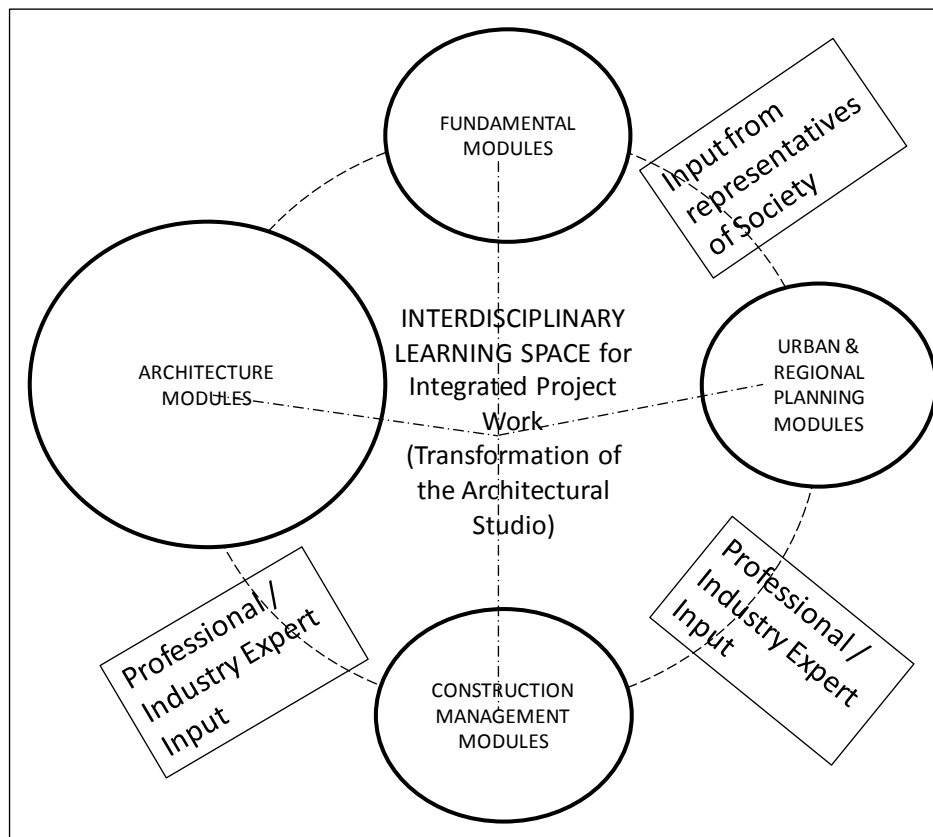 FUNDAMENTAL
MODULES
Input from
representatives
of Society
ARCHITECTURE
MODULES
INTERDISCIPLINARY
LEARNING SPACE for
Integrated Project
Work
(Transformation of
the Architectural
Studio)
URBAN &
REGIONAL
PLANNING
MODULES
Professional /
Industry Expert
Input
CONSTRUCTION
MANAGEMENT
MODULES
Professional /
Industry Expert
Input